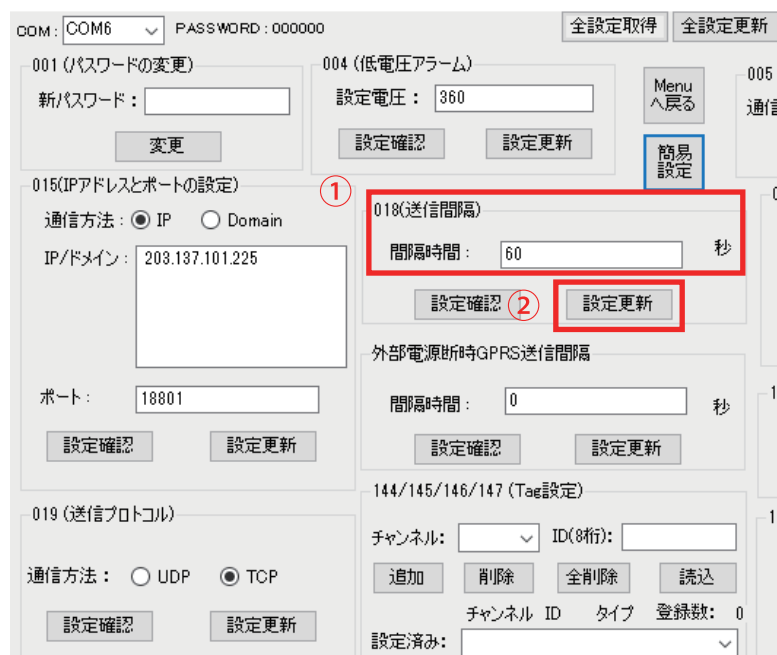 COM : COM6 PASSWORD : 000000 全設定取得 全設定更新
001 (パスワードの変更)
新パスワード :
変更
004 (低電圧アラーム)
設定電圧 : 360
設定確認 設定更新
Menu
へ戻る
簡易
設定
005
通信
015(IPアドレスとポートの設定)
通信方法 : IP Domain
IP/ドメイン : 203.137.101.225
ポート : 18801
設定確認 設定更新
①
018(送信間隔)
間隔時間 : 60 秒
設定確認 ② 設定更新
外部電源断時GPRS送信間隔
間隔時間 : 0 秒
設定確認 設定更新
019 (送信プロトコル)
通信方法 : UDP TCP
設定確認 設定更新
144/145/146/147 (Tag設定)
チャンネル: ID(8桁):
追加 削除 全削除 読込
チャンネル ID タイプ 登録数: 0
設定済み: